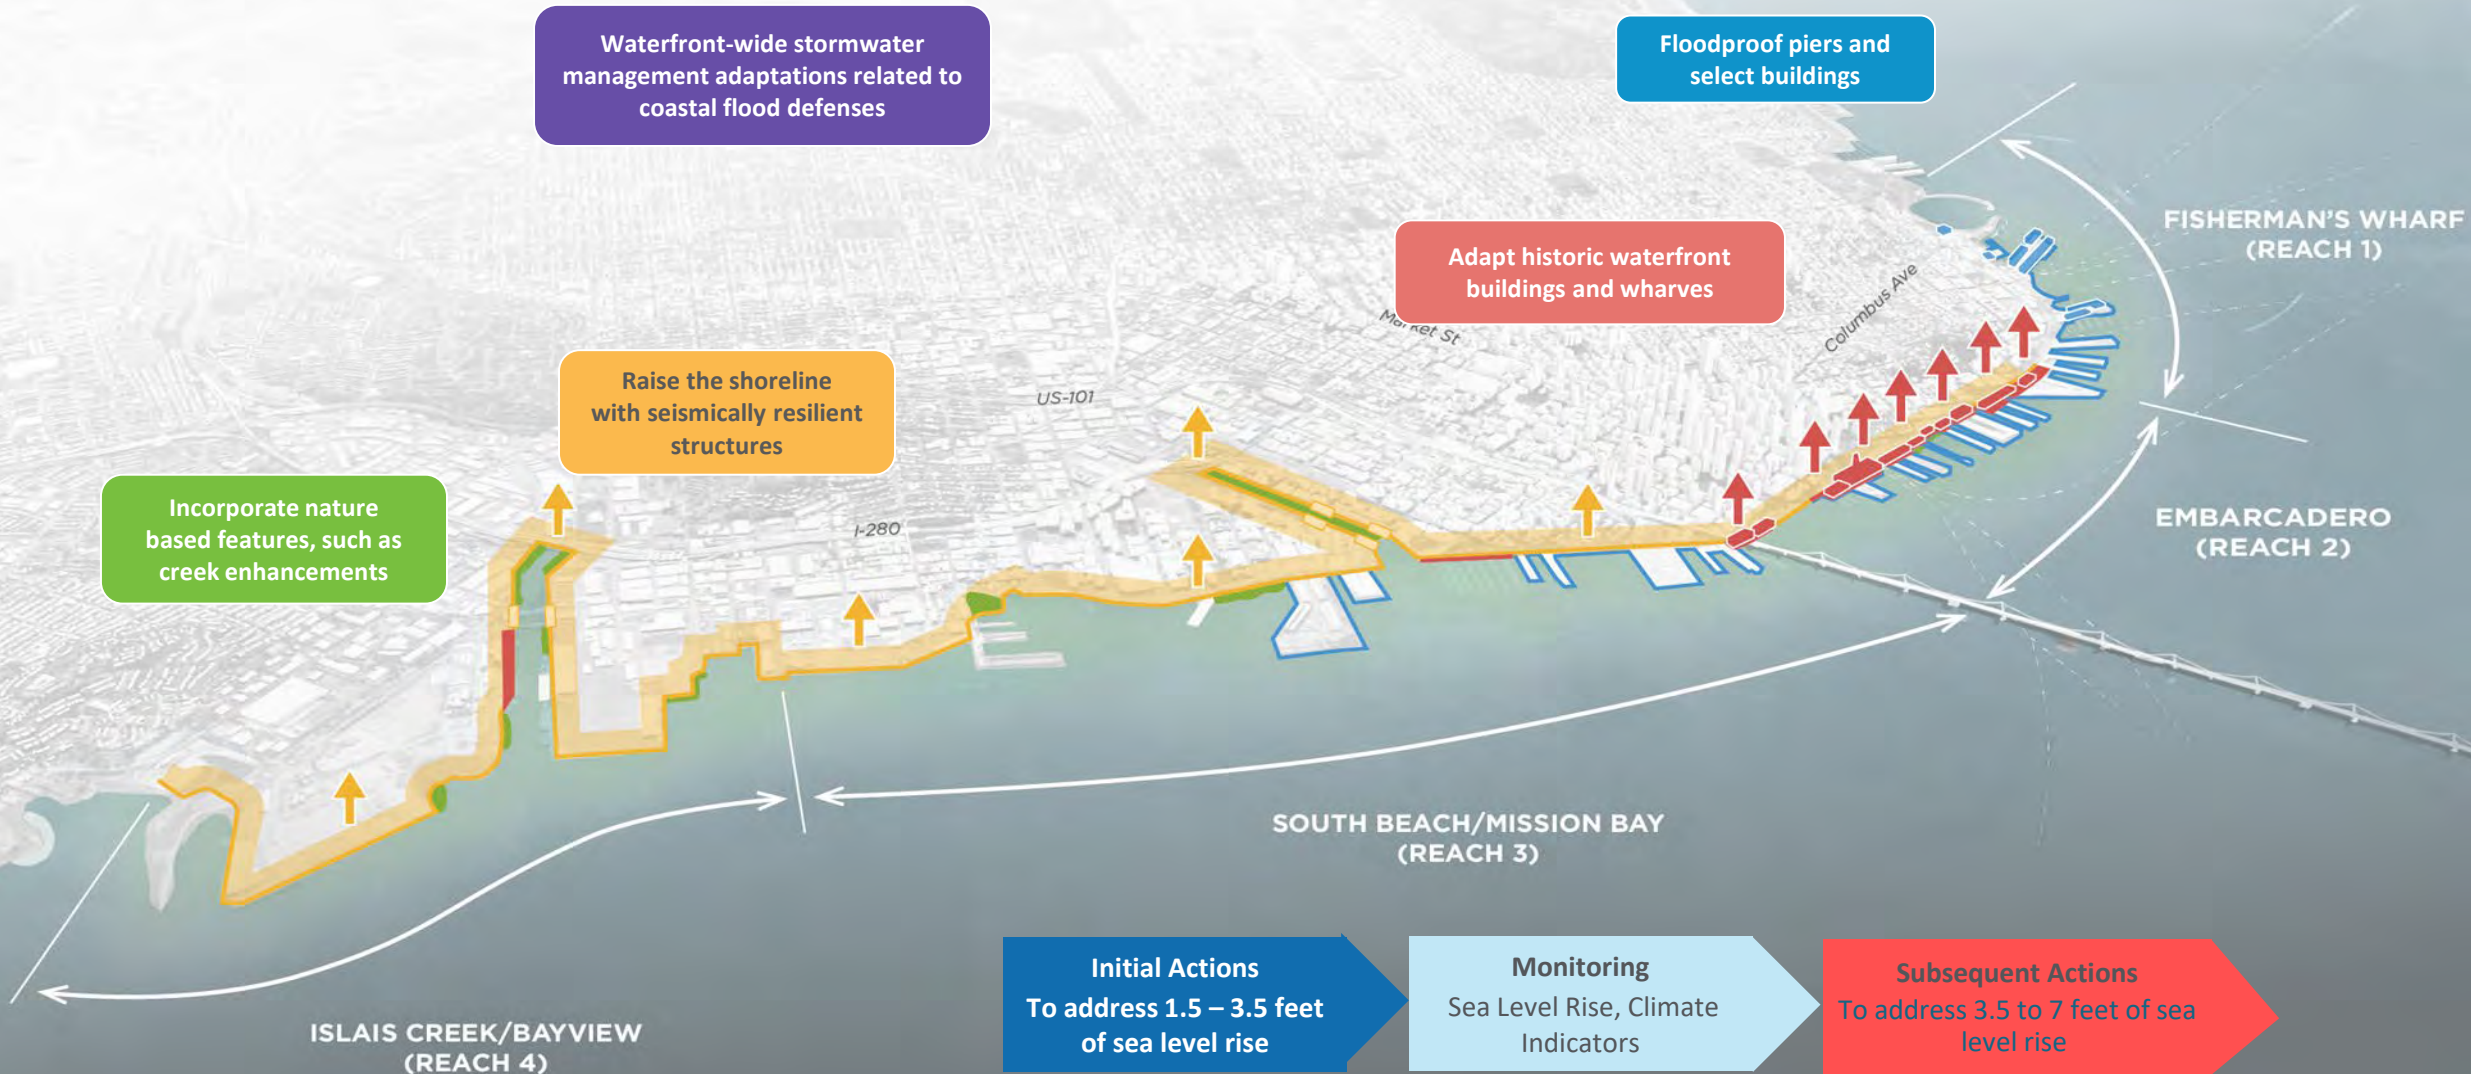 Waterfront-wide stormwater
management adaptations related to
coastal flood defenses
Floodproof piers and
select buildings
FISHERMAN'S WHARF
(REACH 1)
Adapt historic waterfront
buildings and wharves
Columbus Ave
Market St
Raise the shoreline
with seismically resilient
structures
US-101
Incorporate nature
based features, such as
creek enhancements
I-280
EMBARCADERO
(REACH 2)
SOUTH BEACH/MISSION BAY
(REACH 3)
ISLAIS CREEK/BAYVIEW
(REACH 4)
Initial Actions
To address 1.5 – 3.5 feet
of sea level rise
Monitoring
Sea Level Rise, Climate
Indicators
Subsequent Actions
To address 3.5 to 7 feet of sea
level rise